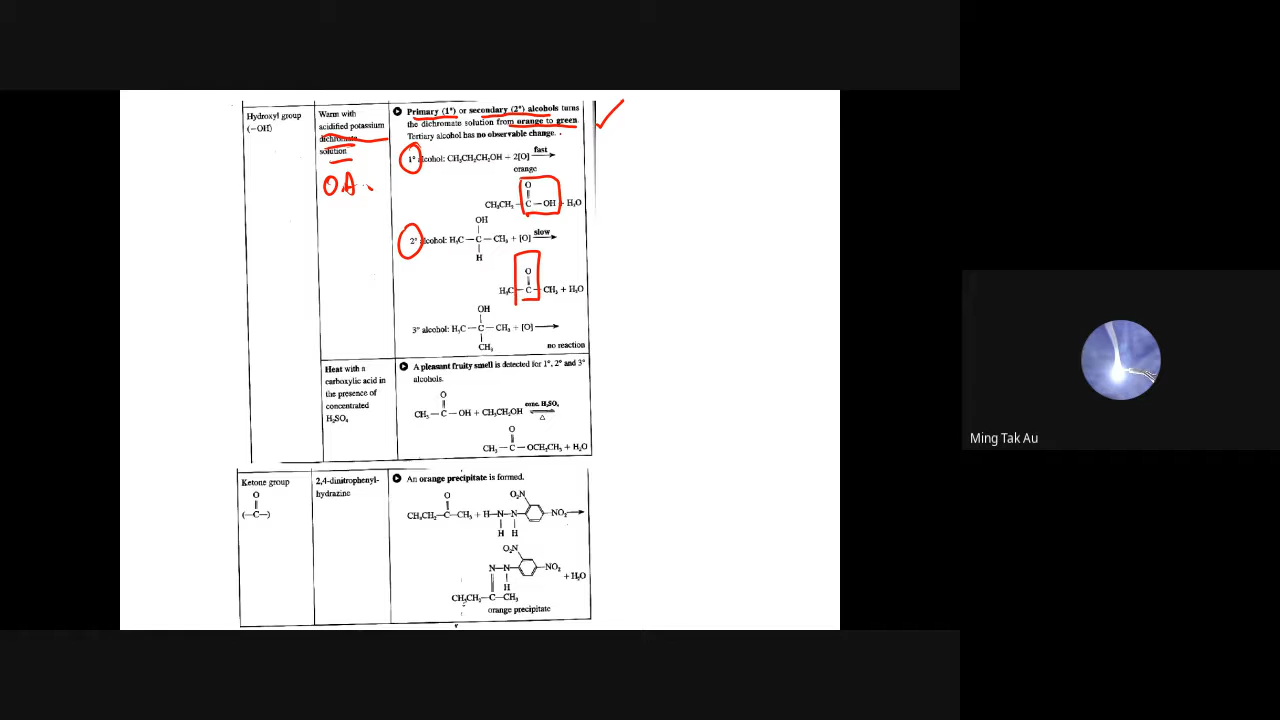 Hydroxyl group
(−OH)
Warm with
acidified potassium
dichromate
solution
OA
Primary (1°) or secondary (2°) alcohols turns
the dichromate solution from orange to green.
Tertiary alcohol has no observable change.
1° alcohol: CH₃CH₂CH₂OH + 2[O] fast
orange
O
CH₃CH₂ C − OH + H₂O
OH
2° alcohol: H₃C − C − CH₃ + [O] slow
H
O
H₃C − C − CH₃ + H₂O
OH
3° alcohol: H₃C − C − CH₃ + [O]
CH₃
no reaction
Heat with a
carboxylic acid in
the presence of
concentrated
H₂SO₄
A pleasant fruity smell is detected for 1°, 2° and 3°
alcohols.
O
CH₃ − C − OH + CH₃CH₂OH conc. H₂SO₄
△
O
CH₃ − C − OCH₂CH₃ + H₂O
Ketone group
O
(−C−)
2,4-dinitrophenyl-
hydrazine
An orange precipitate is formed.
O O₂N
CH₃CH₂ − C − CH₃ + H − N − N NO₂
H H
O₂N
N − N NO₂ + H₂O
H
CH₃CH₂ − C − CH₃
orange precipitate
Ming Tak Au